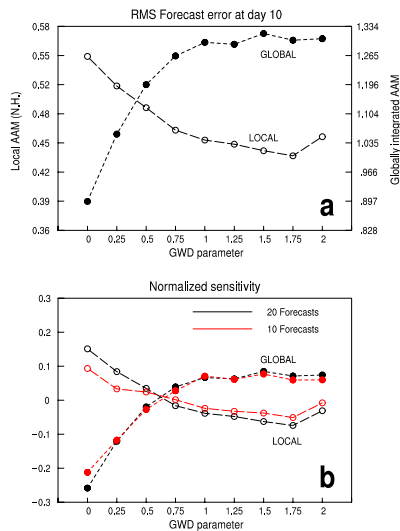 RMS Forecast error at day 10
a
Local AAM (N.H.)
0.58
0.55
0.52
0.48
0.45
0.42
0.39
0.36
1.334
1.265
1.196
1.104
1.035
.966
.897
.828
Globally integrated AAM
GLOBAL
LOCAL
a
0 0.25 0.5 0.75 1 1.25 1.5 1.75 2
GWD parameter
b
Normalized sensitivity
0.3
0.2
0.1
0
−0.1
−0.2
−0.3
20 Forecasts
10 Forecasts
GLOBAL
LOCAL
b
0 0.25 0.5 0.75 1 1.25 1.5 1.75 2
GWD parameter